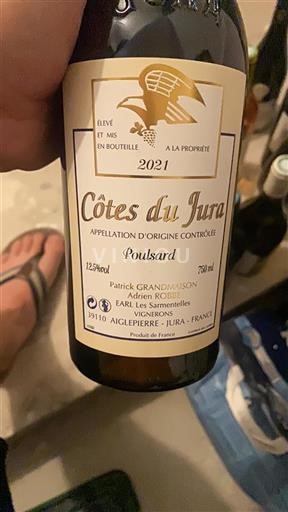 ÉLEVÉ
ET MIS
EN BOUTEILLE
A LA PROPRIÉTÉ
2021
Côtes du Jura
APPELLATION D'ORIGINE CONTRÔLÉE
VIVINOU
Poulsard
12.5%vol
750 ml
Patrick GRANDMAISON
Adrien ROBBE
EARL Les Sarmentelles
VIGNERONS
39110 AIGLEPIERRE - JURA - FRANCE
Produit de France